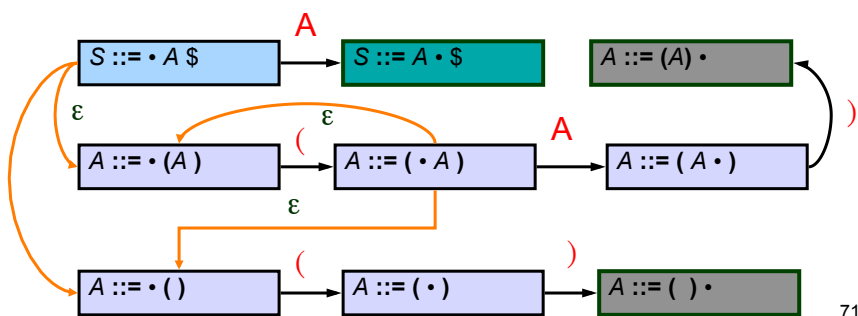 A
S ::= • A $
S ::= A • $
A ::= (A) •
ε
ε
(
A
)
A ::= • (A )
A ::= ( • A )
A ::= ( A • )
ε
(
)
A ::= • ( )
A ::= ( • )
A ::= ( ) •
71